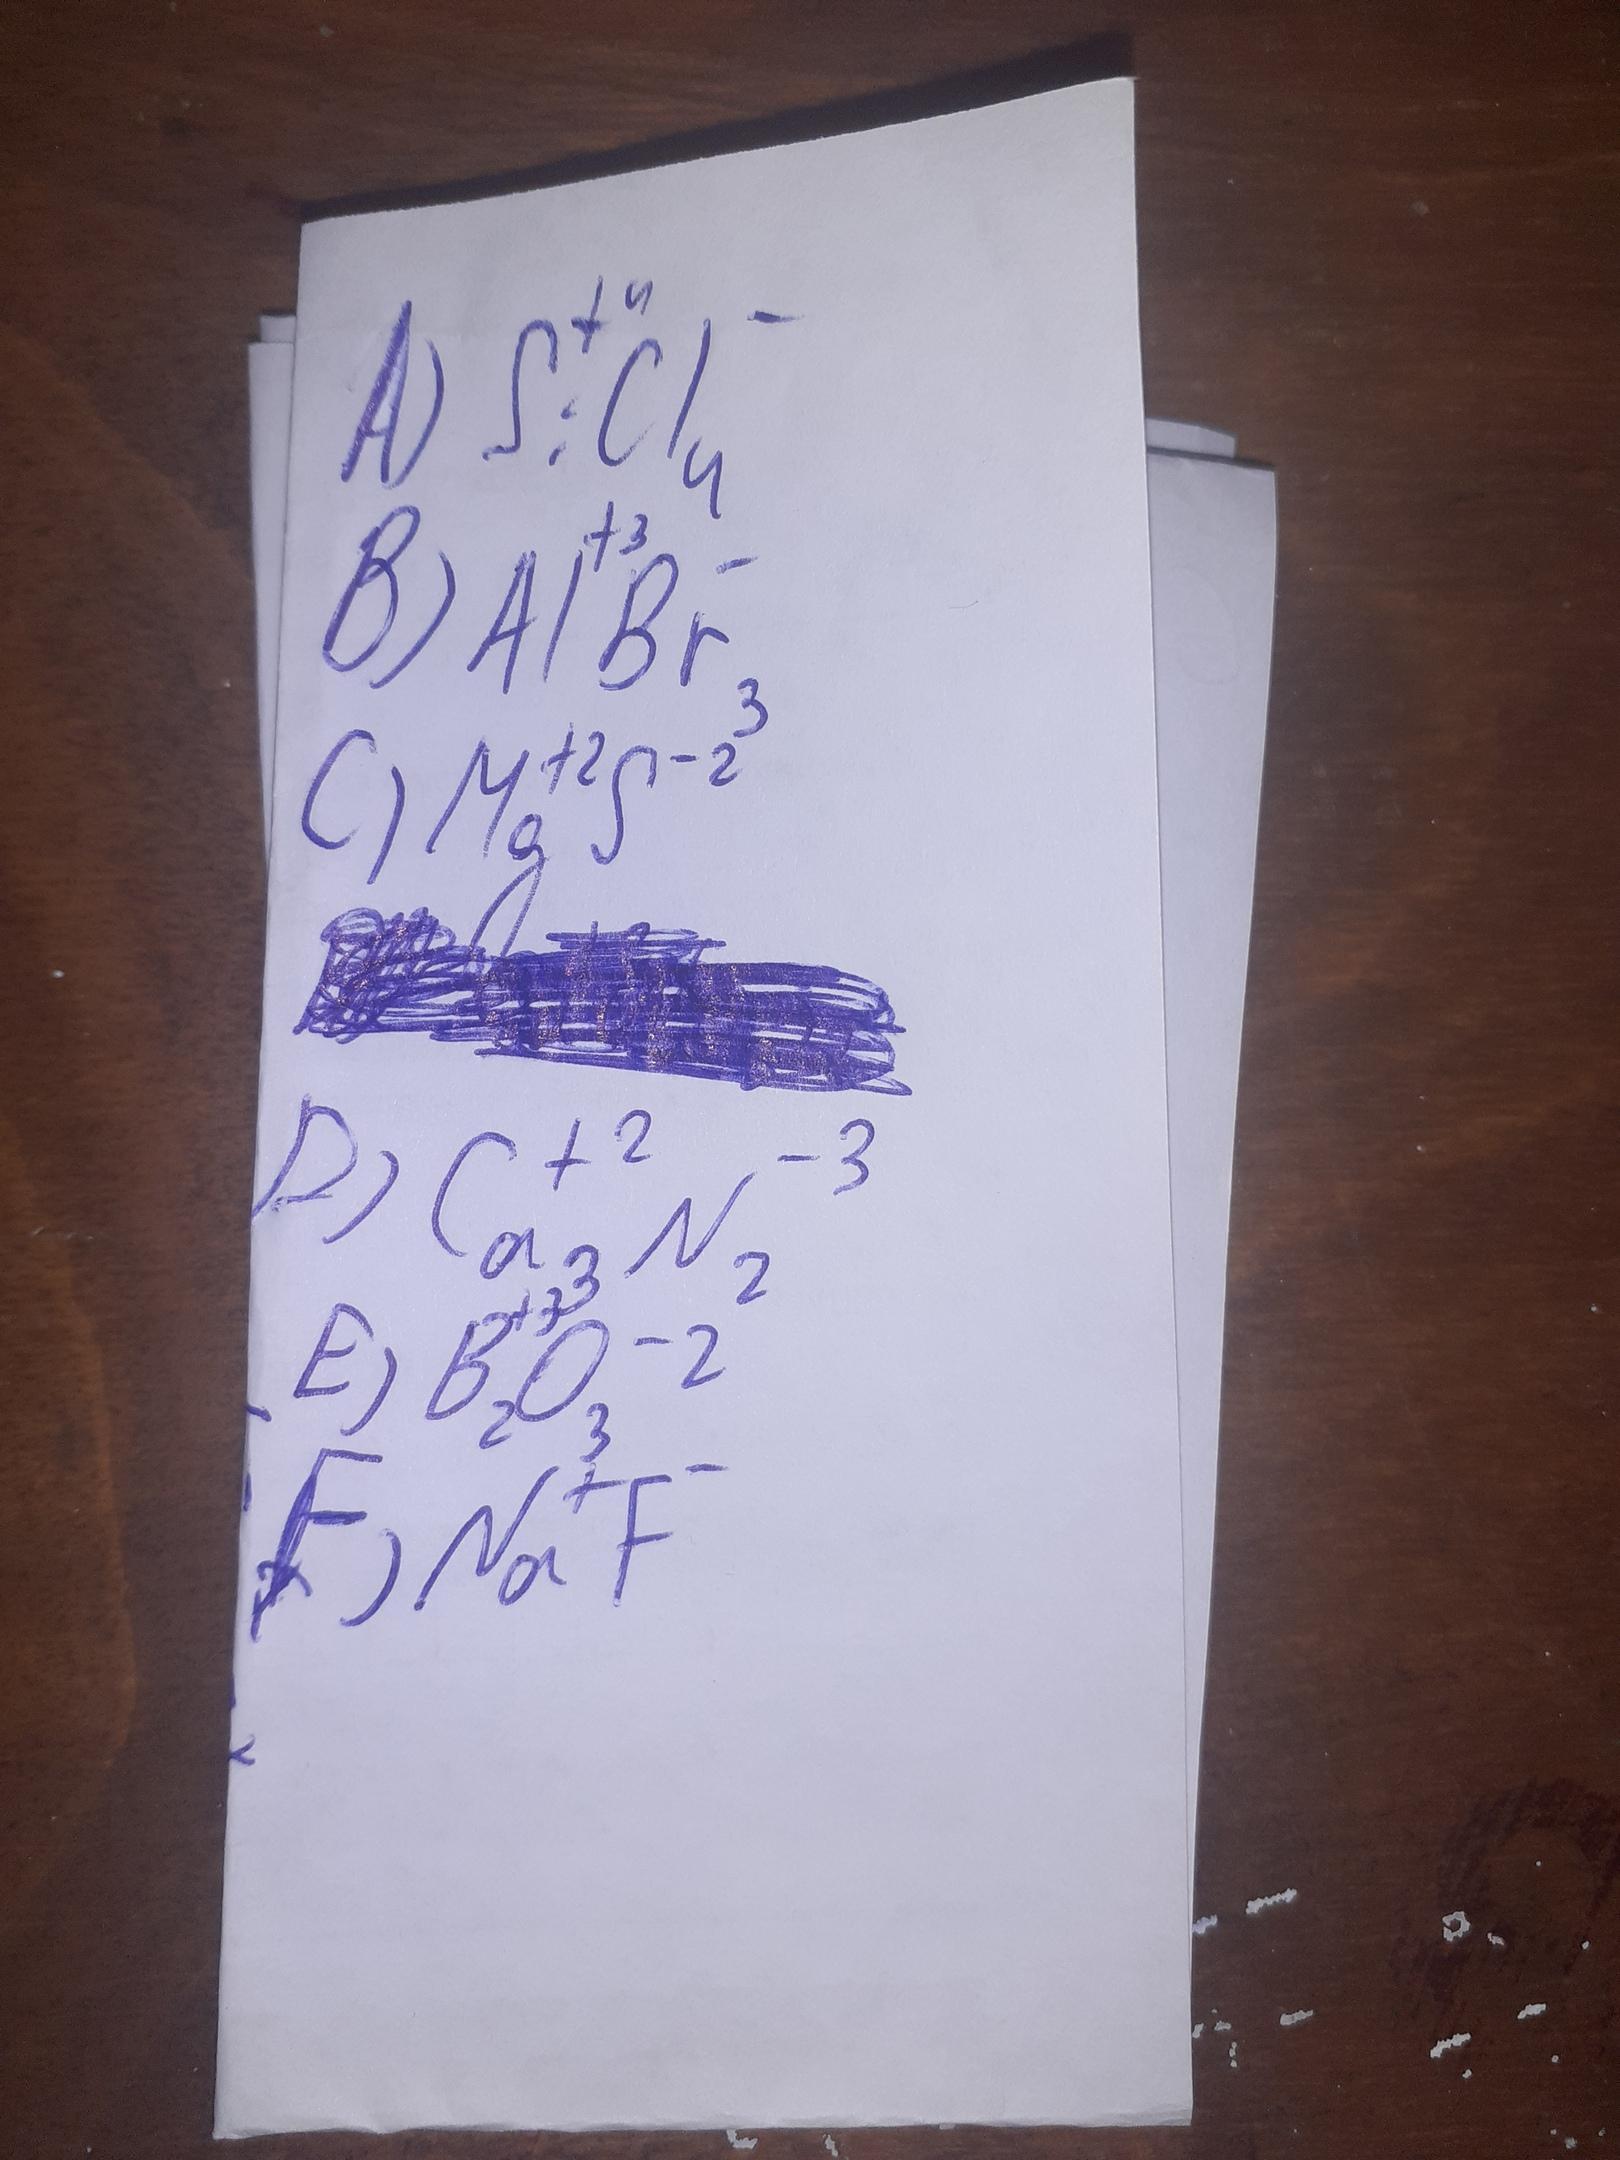 A) Si⁺⁴Cl₄⁻
B) Al⁺³Br₃⁻
C) Mg⁺²S⁻²
D) Ca₃⁺²N₂⁻³
E) B₂⁺³O₃⁻²
F) Na⁺F⁻